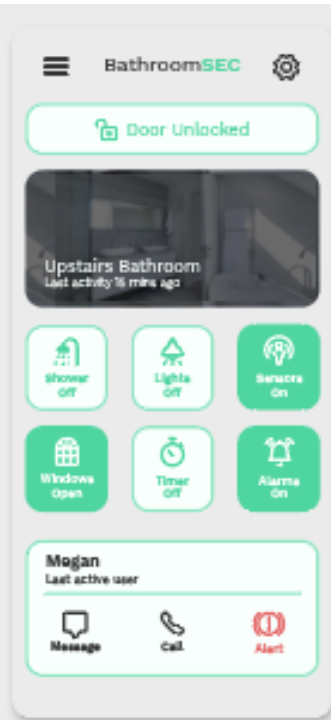 BathroomSEC
Door Unlocked
Upstairs Bathroom
Last activity 15 mins ago
Shower
Off
Lights
Off
Sensors
On
Windows
Open
Timer
Off
Alarms
On
Megan
Last active user
Message
Call
Alert